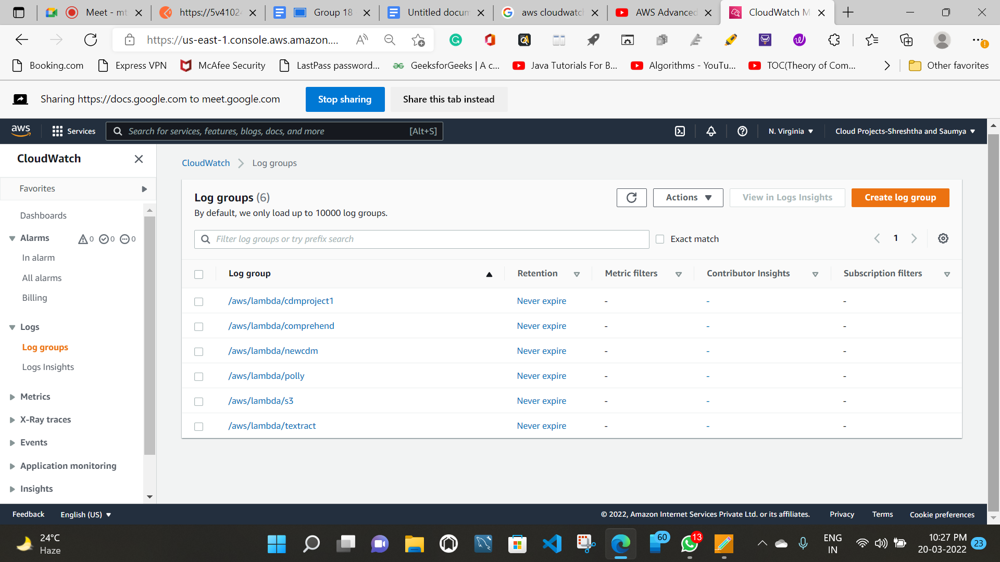 Meet - mt
https://5v4102
Group 18
Untitled docum
aws cloudwatch
AWS Advanced
CloudWatch M
https://us-east-1.console.aws.amazon....
Booking.com
Express VPN
McAfee Security
LastPass password...
GeeksforGeeks | A c...
Java Tutorials For B...
Algorithms - YouTu...
TOC(Theory of Com...
Other favorites
Sharing https://docs.google.com to meet.google.com
Stop sharing
Share this tab instead
aws
Services
Search for services, features, blogs, docs, and more
[Alt+S]
N. Virginia
Cloud Projects-Shreshtha and Saumya
CloudWatch
Favorites
Dashboards
Alarms 0 0 0
In alarm
All alarms
Billing
Logs
Log groups
Logs Insights
Metrics
X-Ray traces
Events
Application monitoring
Insights
CloudWatch
Log groups
Log groups (6)
By default, we only load up to 10000 log groups.
Actions
View in Logs Insights
Create log group
Filter log groups or try prefix search
Exact match
1
Log group Retention Metric filters Contributor Insights Subscription filters
/aws/lambda/cdmproject1 Never expire - - -
/aws/lambda/comprehend Never expire - - -
/aws/lambda/newcdm Never expire - - -
/aws/lambda/polly Never expire - - -
/aws/lambda/s3 Never expire - - -
/aws/lambda/textract Never expire - - -
Feedback
English (US)
© 2022, Amazon Internet Services Private Ltd. or its affiliates.
Privacy
Terms
Cookie preferences
24°C
Haze
60
13
ENG
IN
10:27 PM
20-03-2022
23